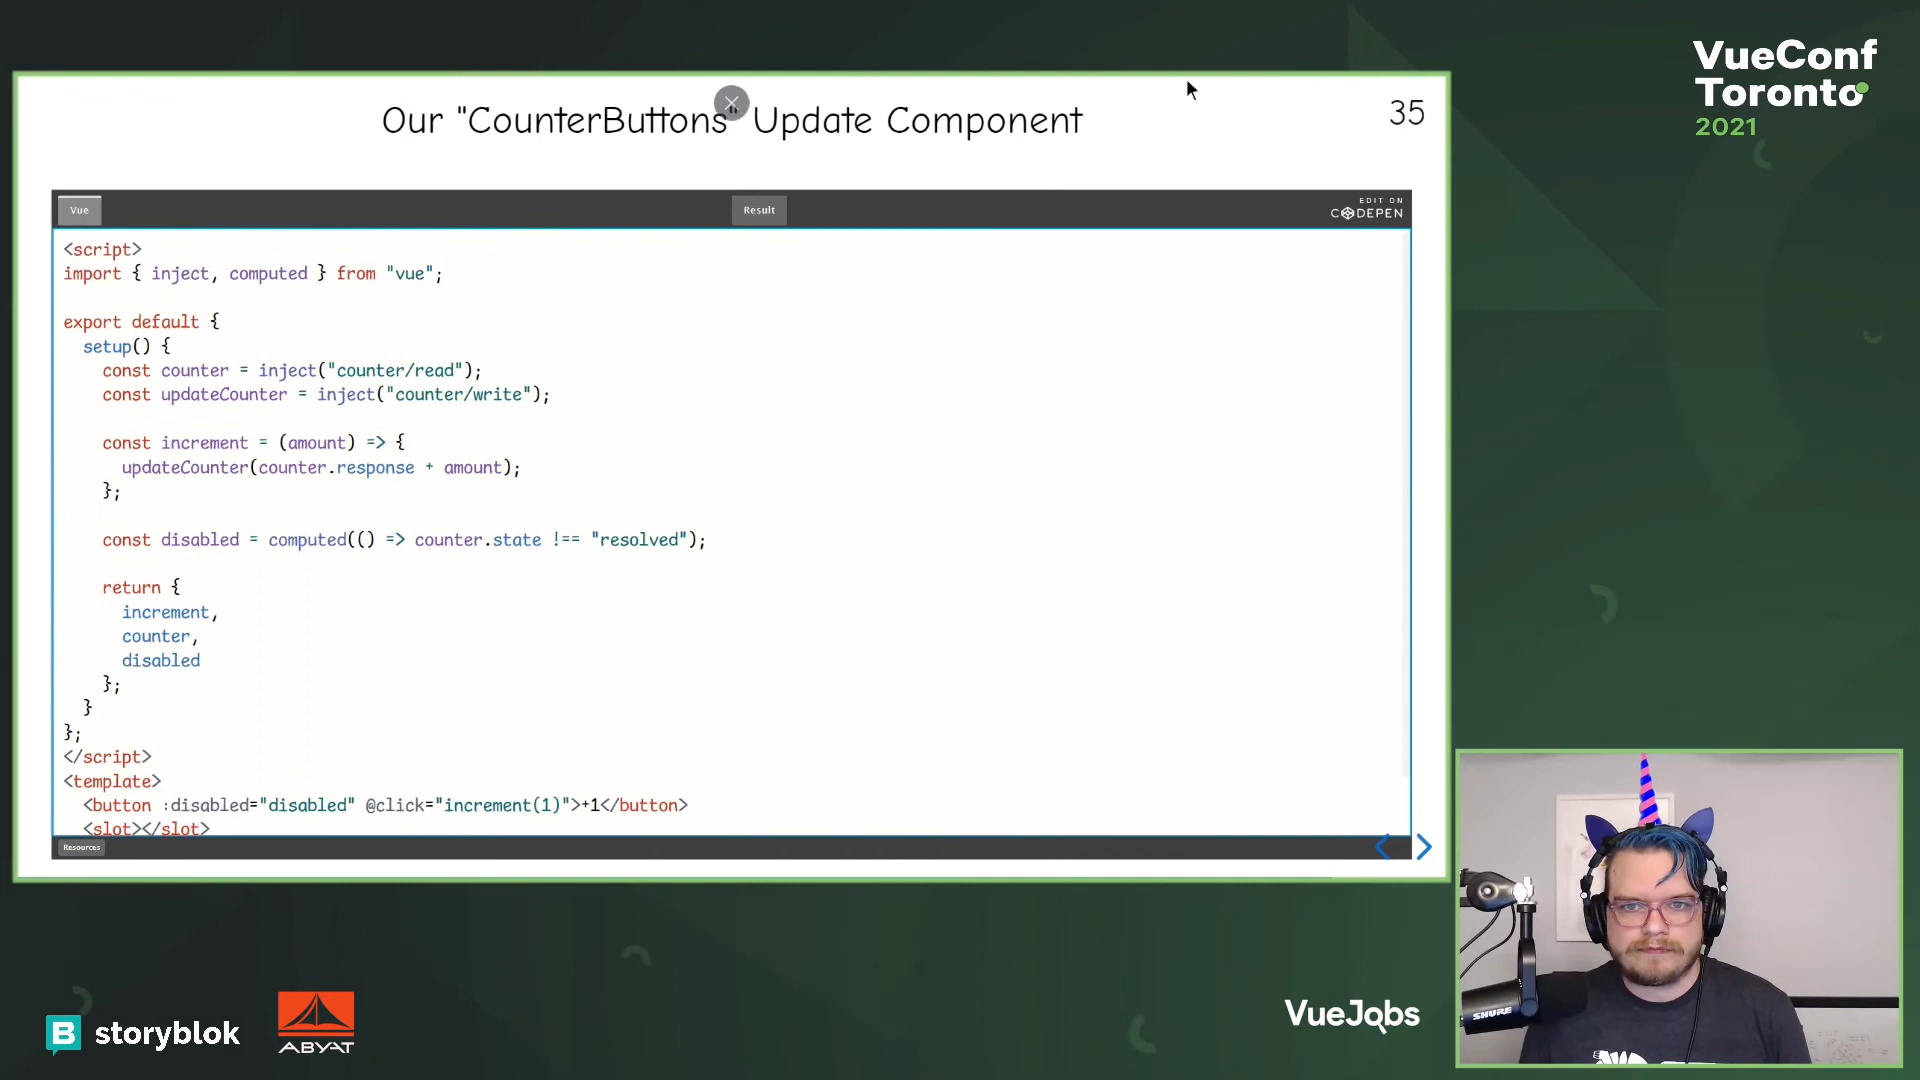 VueConf
Toronto
2021
Our "CounterButtons" Update Component
35
Vue
Result
EDIT ON
CODEPEN
<script>
import { inject, computed } from "vue";
export default {
  setup() {
    const counter = inject("counter/read");
    const updateCounter = inject("counter/write");
    const increment = (amount) => {
      updateCounter(counter.response + amount);
    };
    const disabled = computed(() => counter.state !== "resolved");
    return {
      increment,
      counter,
      disabled
    };
  }
};
</script>
<template>
  <button :disabled="disabled" @click="increment(1)">+1</button>
  <slot></slot>
Resources
SHURE
storyblok
ABYAT
VueJobs